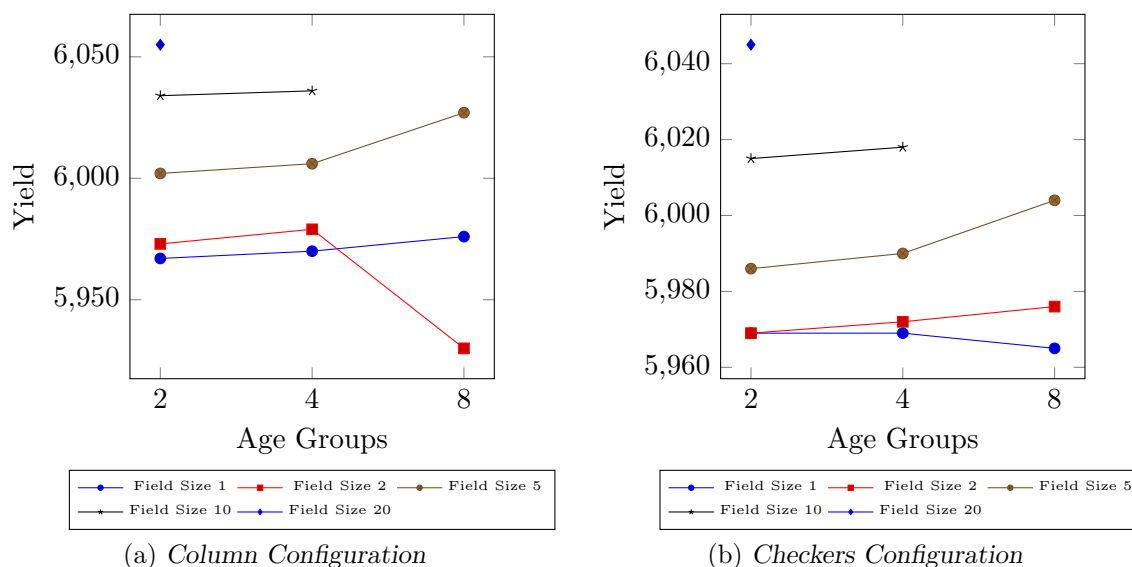 6,050
6,000
5,950
Yield
2 4 8
Age Groups
Field Size 1 Field Size 2 Field Size 5
Field Size 10 Field Size 20
(a) Column Configuration
6,040
6,020
6,000
5,980
5,960
Yield
2 4 8
Age Groups
Field Size 1 Field Size 2 Field Size 5
Field Size 10 Field Size 20
(b) Checkers Configuration